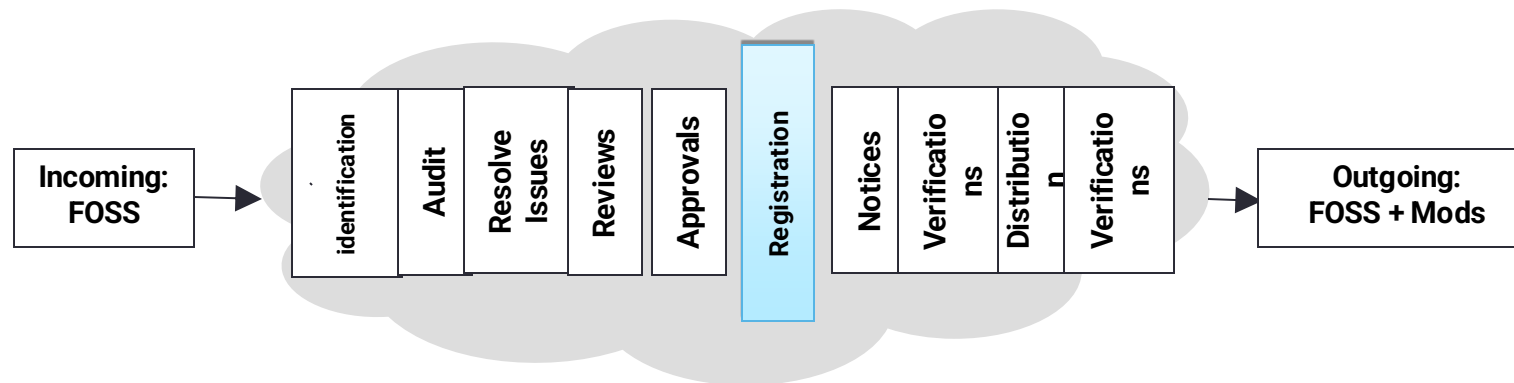 Incoming:
FOSS
identification
Audit
Resolve
Issues
Reviews
Approvals
Registration
Notices
Verificatio
ns
Distributio
n
Verificatio
ns
Outgoing:
FOSS + Mods